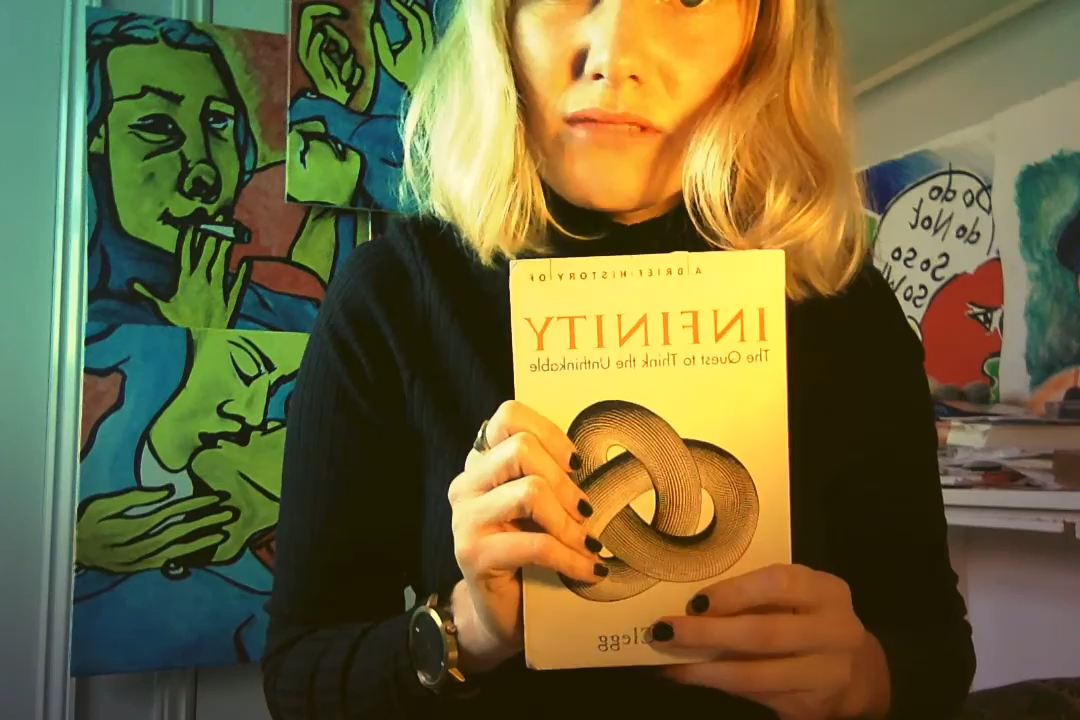 A BRIEF HISTORY OF
INFINITY
The Quest to Think the Unthinkable
Clegg
Do do
do Not
So so